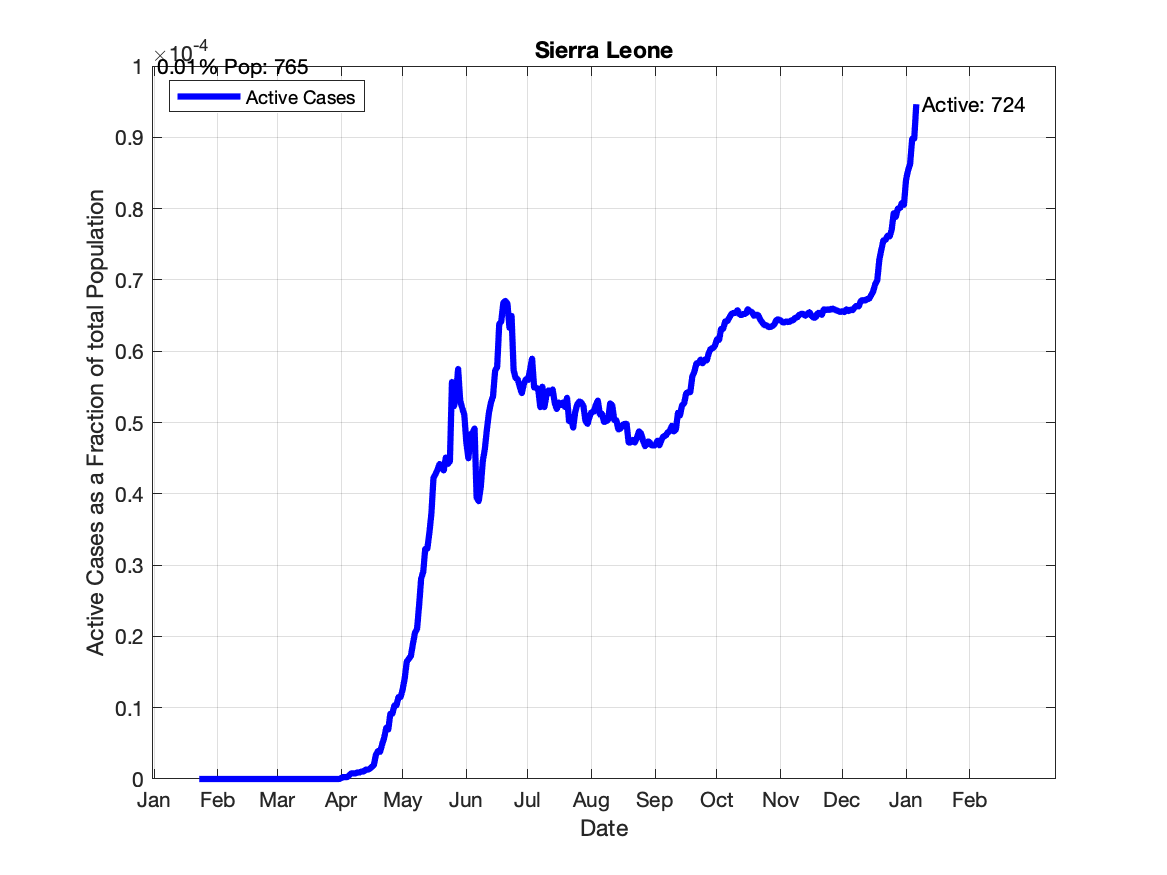 Sierra Leone
×10-4
0.01% Pop: 765
Active Cases
Active: 724
Active Cases as a Fraction of total Population
1
0.9
0.8
0.7
0.6
0.5
0.4
0.3
0.2
0.1
0
Jan Feb Mar Apr May Jun Jul Aug Sep Oct Nov Dec Jan Feb
Date